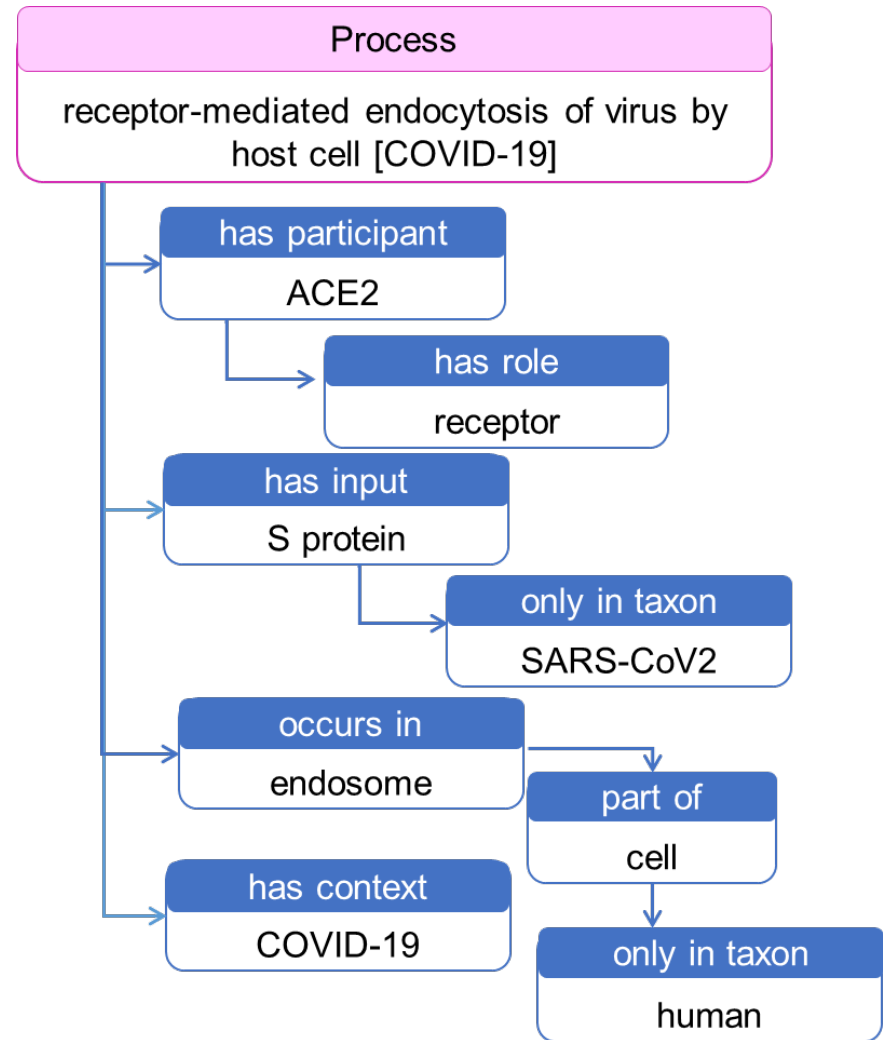 Process
receptor-mediated endocytosis of virus by
host cell [COVID-19]
has participant
ACE2
has role
receptor
has input
S protein
only in taxon
SARS-CoV2
occurs in
endosome
part of
cell
has context
COVID-19
only in taxon
human